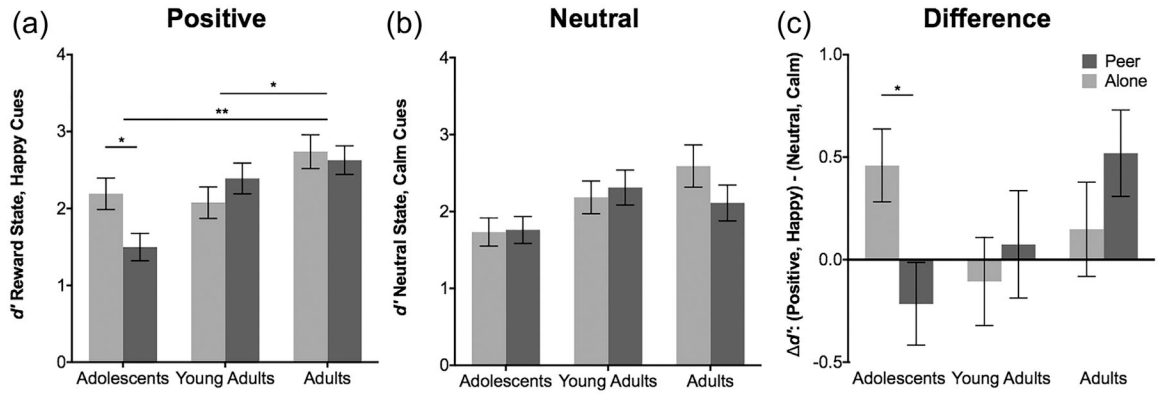 (a) Positive
d′ Reward State, Happy Cues
4
3
2
1
0
*
**
*
Adolescents Young Adults Adults
(b) Neutral
d′ Neutral State, Calm Cues
4
3
2
1
0
Adolescents Young Adults Adults
(c) Difference
Δd′: (Positive, Happy) - (Neutral, Calm)
1.0
0.5
0.0
-0.5
*
Peer
Alone
Adolescents Young Adults Adults